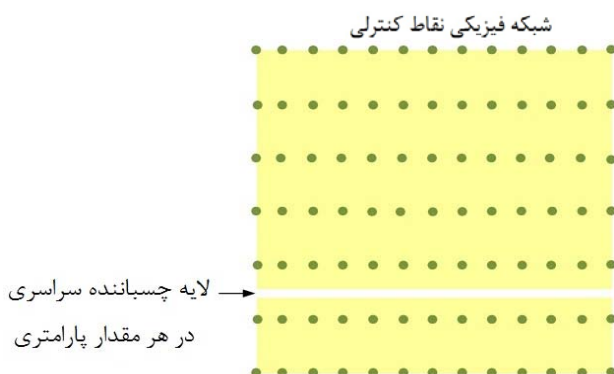 شبکه فیزیکی نقاط کنترلی
لایه چسباننده سراسری
در هر مقدار پارامتری